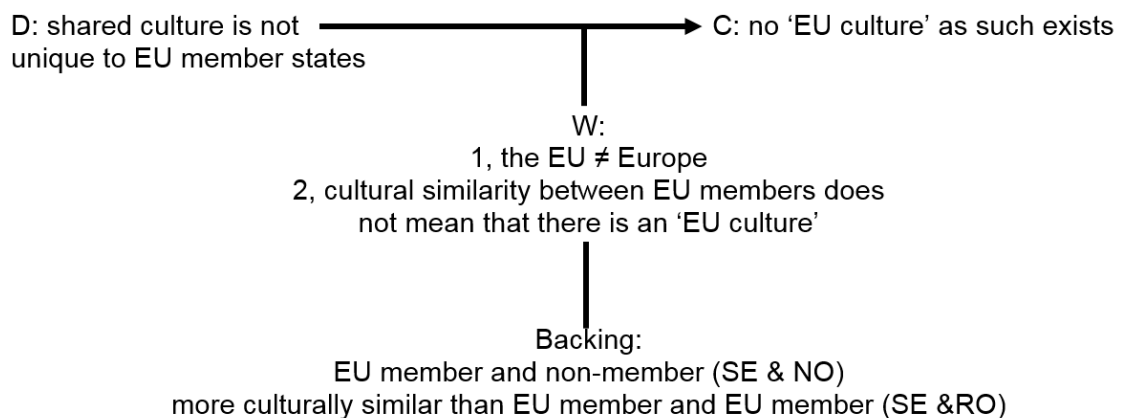 D: shared culture is not
unique to EU member states
C: no ‘EU culture’ as such exists
W:
1, the EU ≠ Europe
2, cultural similarity between EU members does
not mean that there is an ‘EU culture’
Backing:
EU member and non-member (SE & NO)
more culturally similar than EU member and EU member (SE &RO)